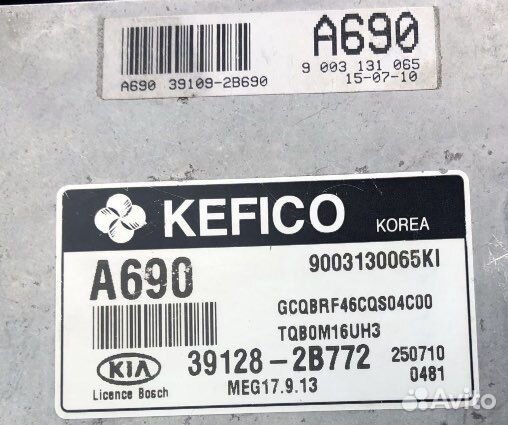 A690
A690 39109-2B690
9 003 131 065
15-07-10
KEFICO KOREA
A690
9003130065KI
GCQBRF46CQS04C00
TQB0M16UH3
KIA
39128-2B772
250710
Licence Bosch
MEG17.9.13
0481
Avito